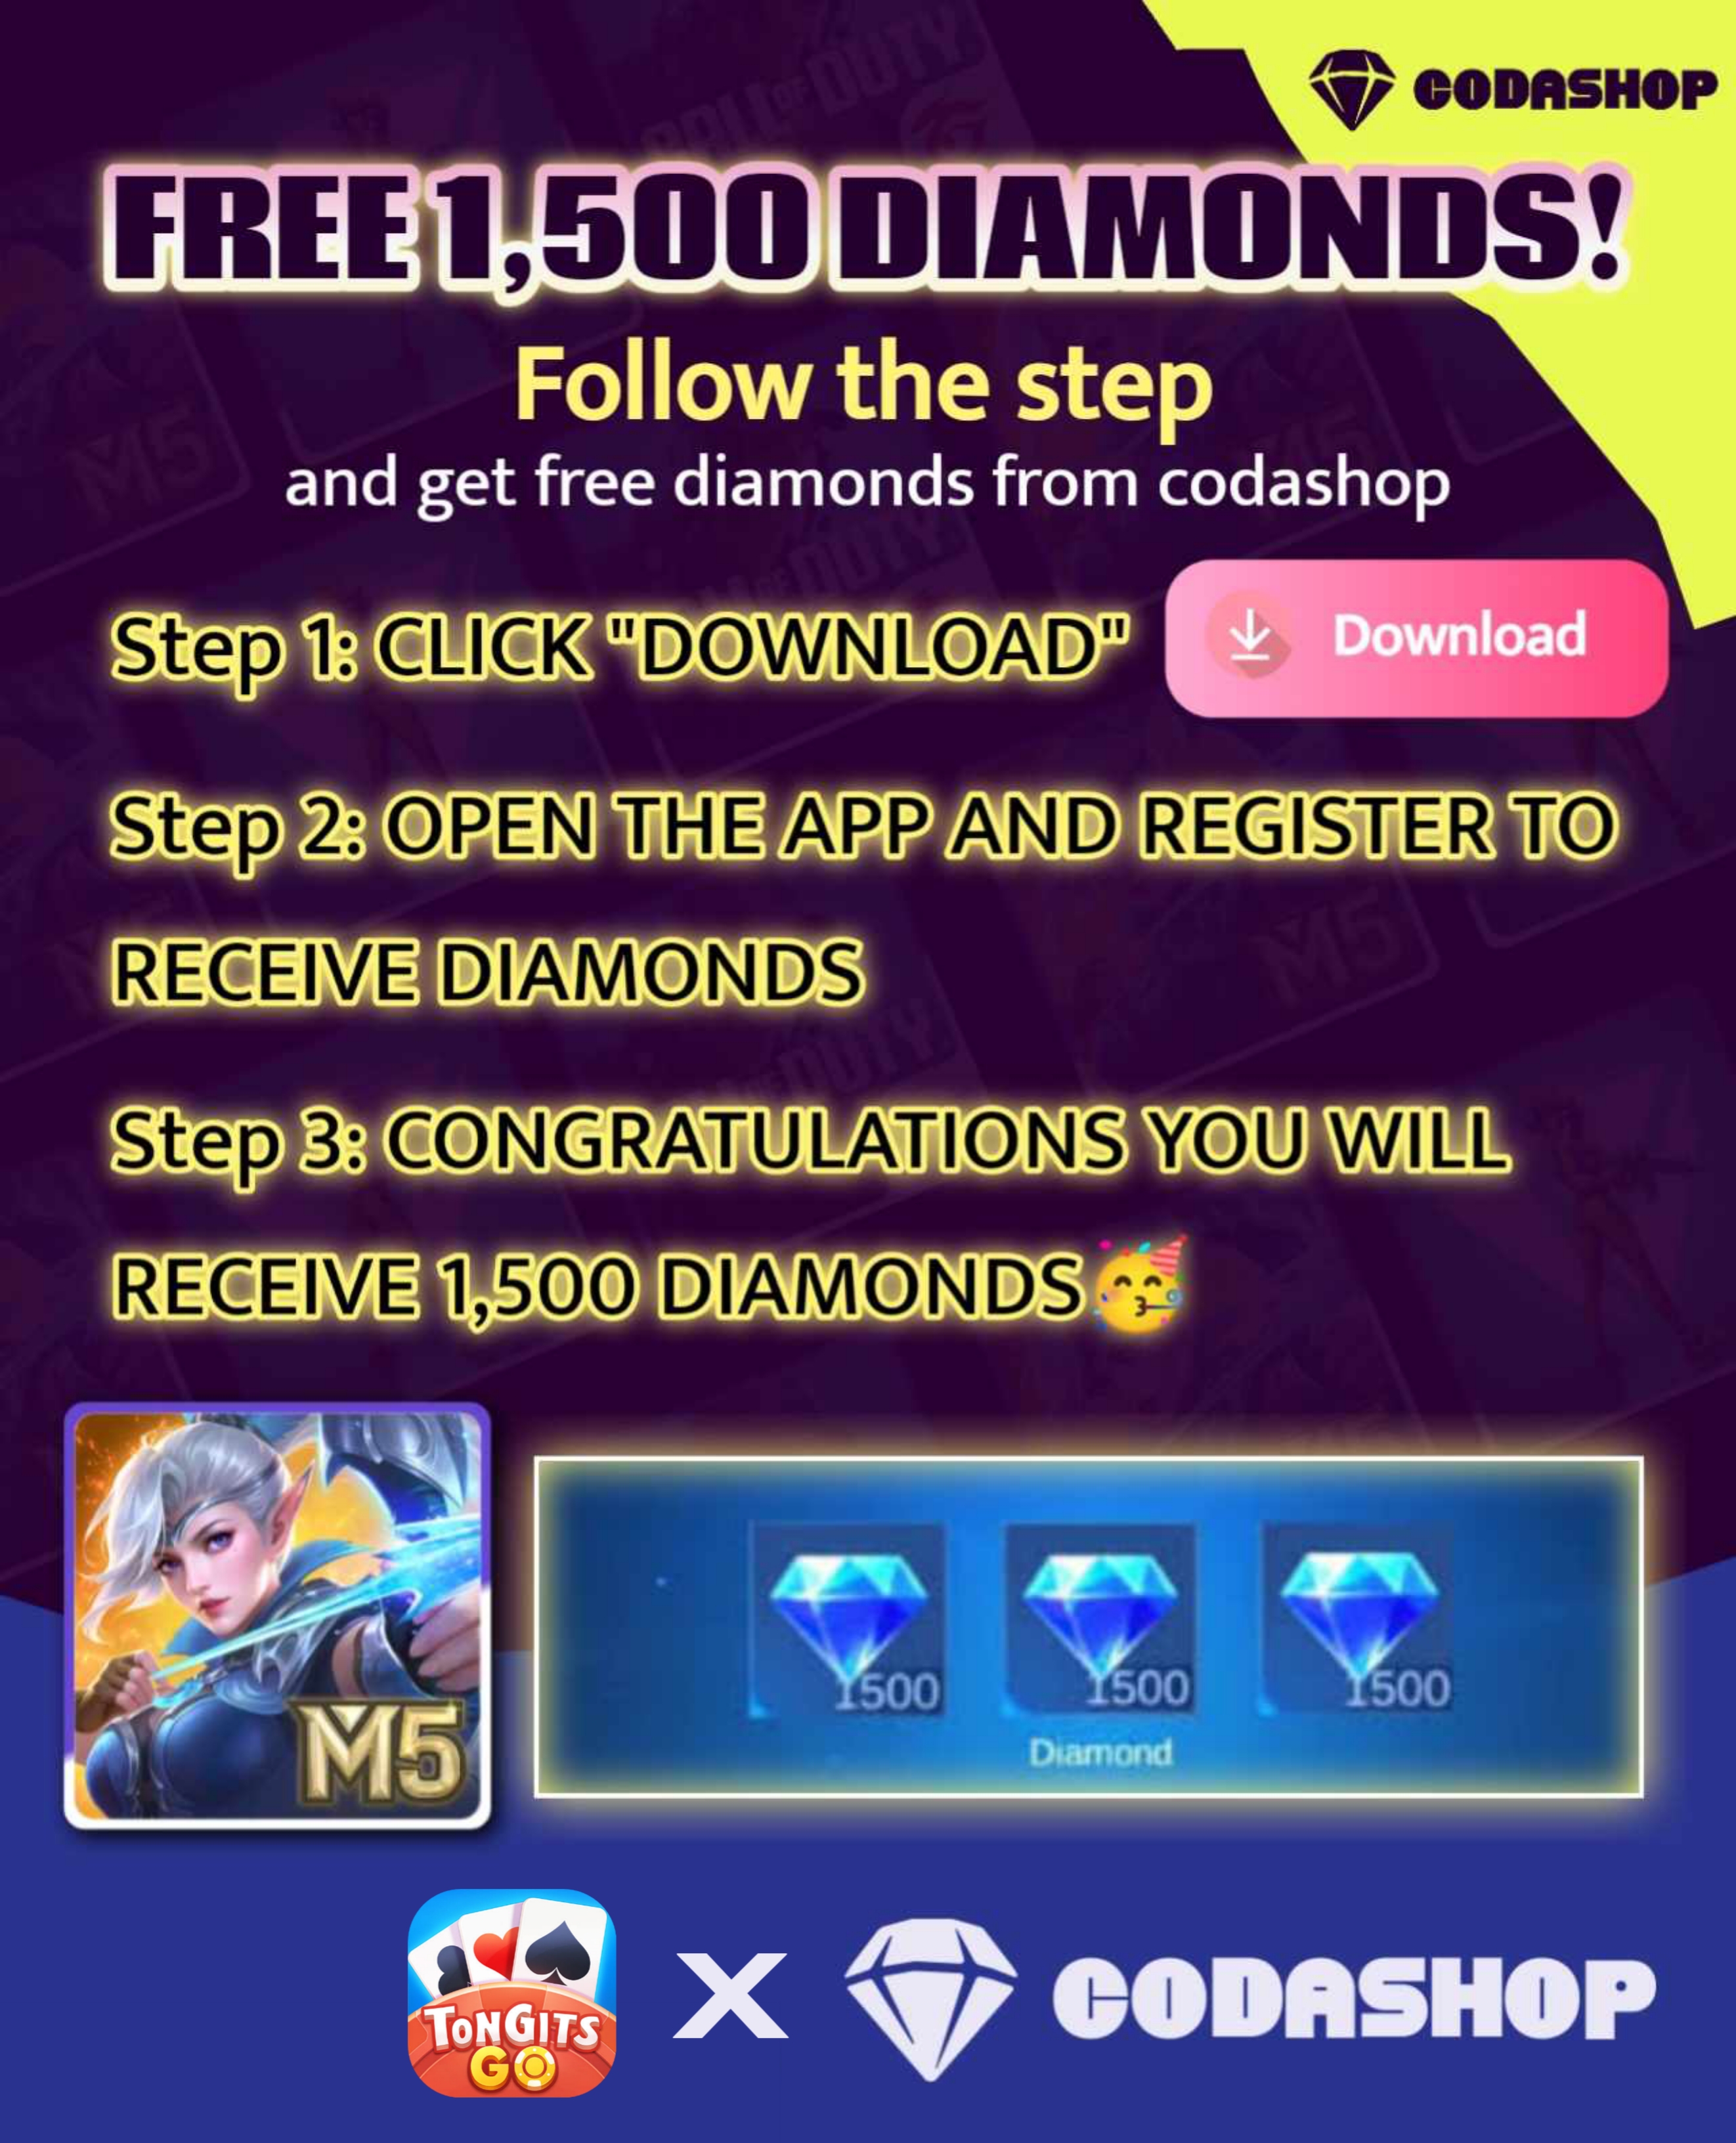 CODASHOP
FREE 1,500 DIAMONDS!
Follow the step
and get free diamonds from codashop
Step 1: CLICK "DOWNLOAD"
Download
Step 2: OPEN THE APP AND REGISTER TO
RECEIVE DIAMONDS
Step 3: CONGRATULATIONS YOU WILL
RECEIVE 1,500 DIAMONDS🥳
M5
1500 1500 1500
Diamond
TONGITS
GO
X
CODASHOP